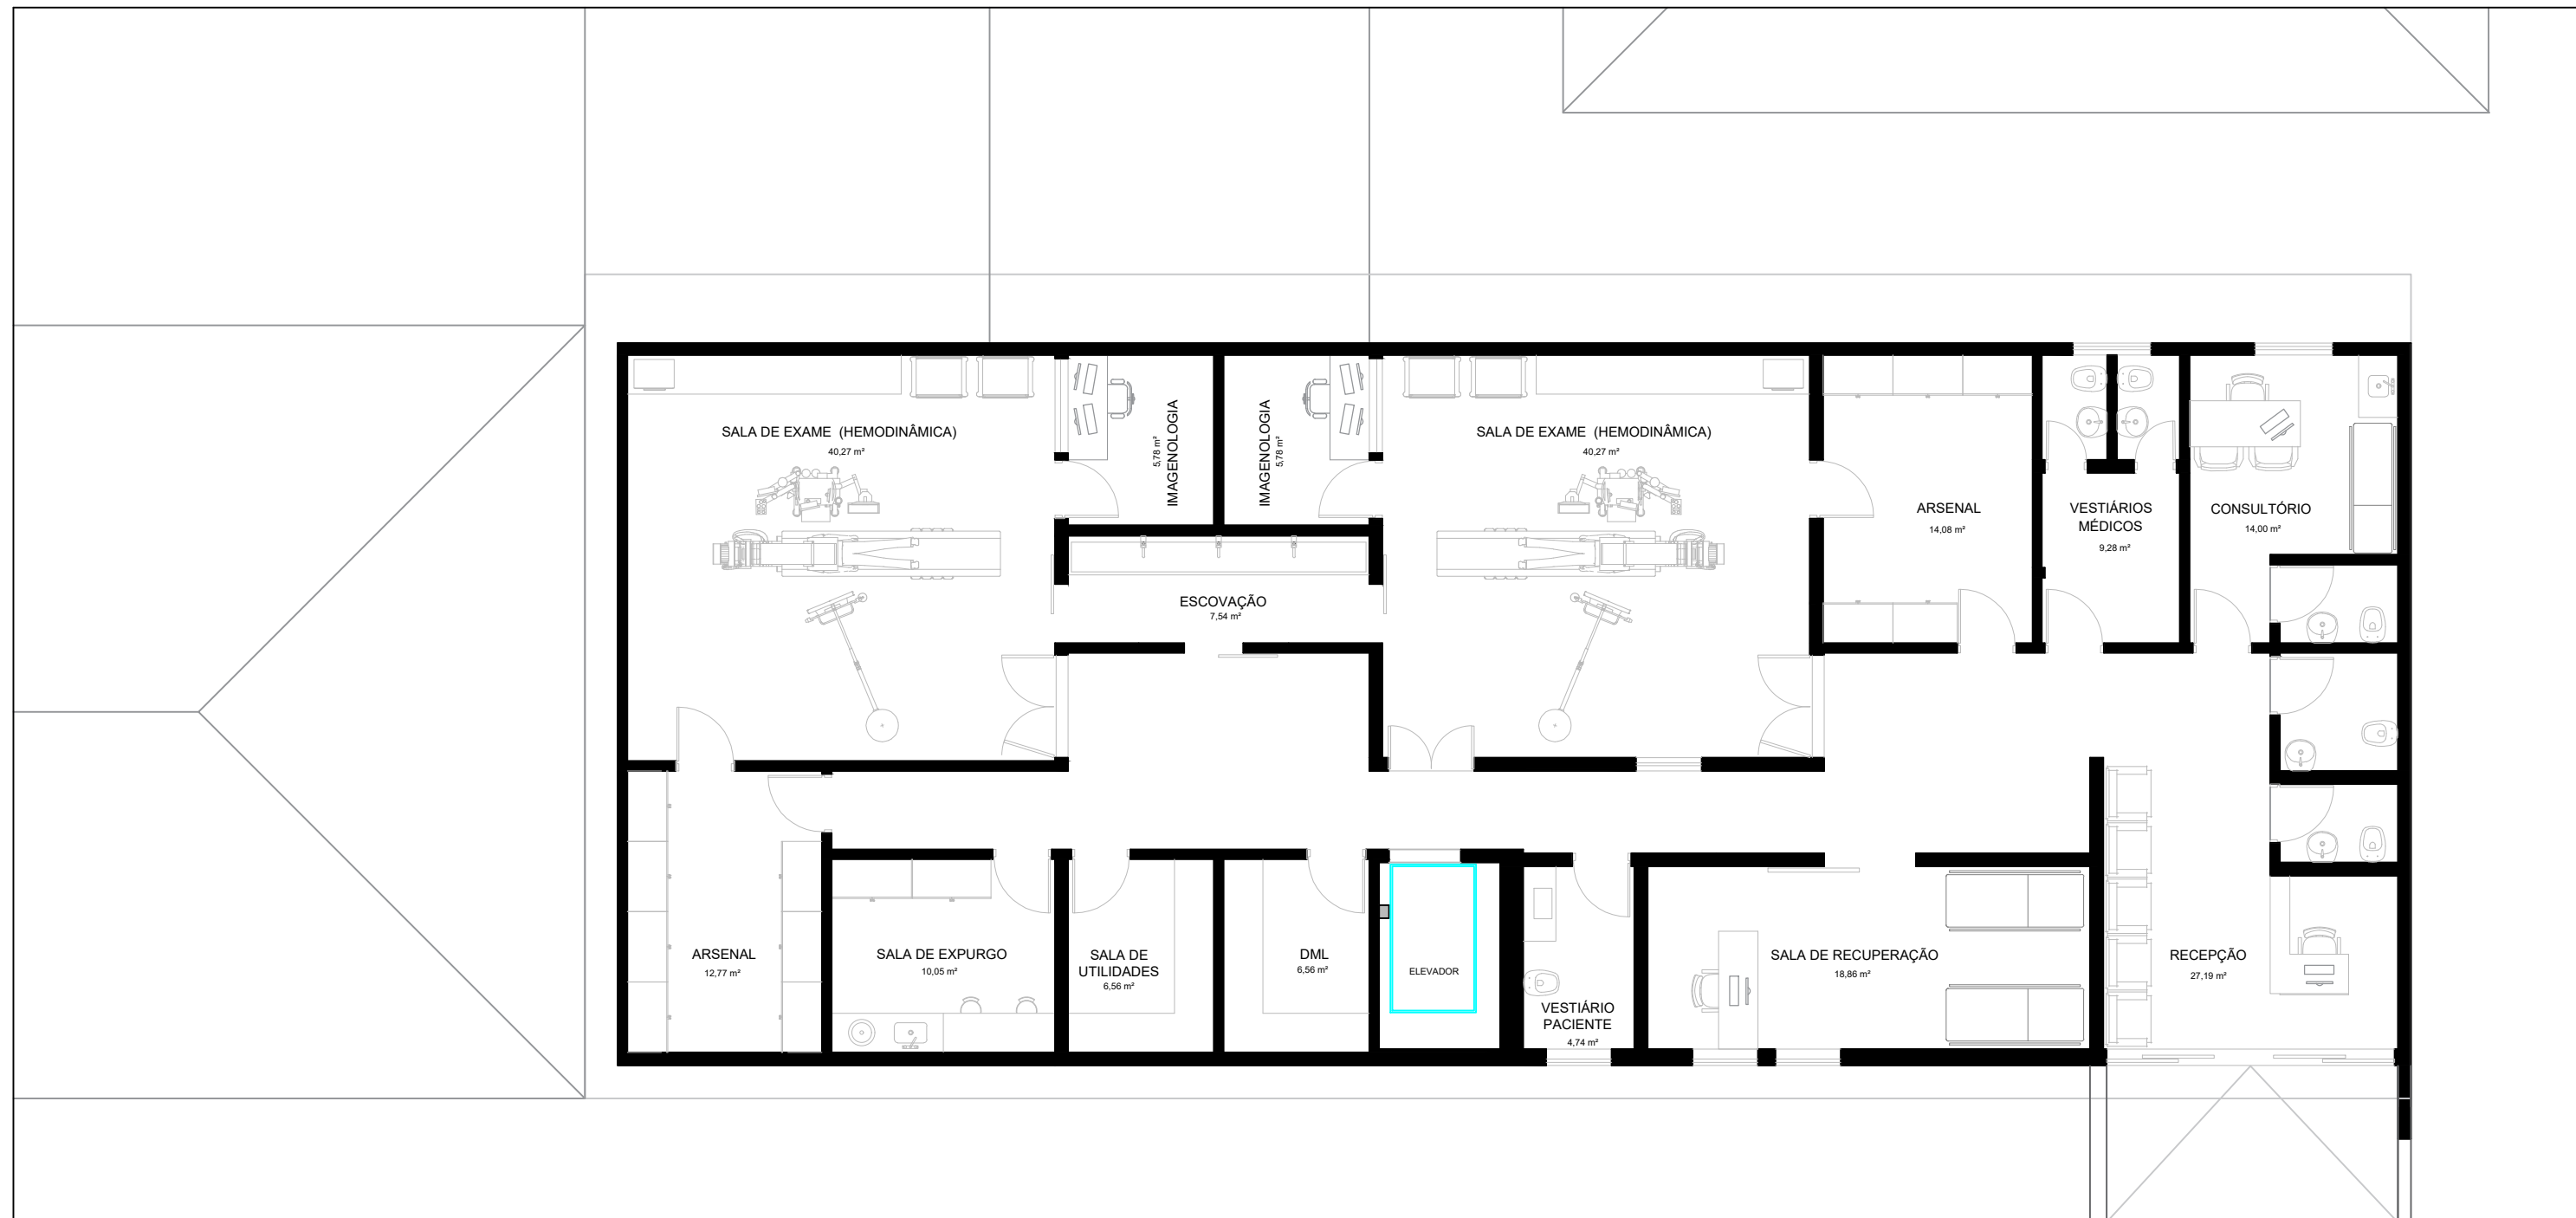 SALA DE EXAME (HEMODINÂMICA)
40,27 m²
IMAGENOLOGIA
5,78 m²
IMAGENOLOGIA
5,78 m²
SALA DE EXAME (HEMODINÂMICA)
40,27 m²
ARSENAL
14,08 m²
VESTIÁRIOS
MÉDICOS
9,28 m²
CONSULTÓRIO
14,00 m²
ESCOVAÇÃO
7,54 m²
ARSENAL
12,77 m²
SALA DE EXPURGO
10,05 m²
SALA DE
UTILIDADES
6,56 m²
DML
6,56 m²
ELEVADOR
VESTIÁRIO
PACIENTE
4,74 m²
SALA DE RECUPERAÇÃO
18,86 m²
RECEPÇÃO
27,19 m²